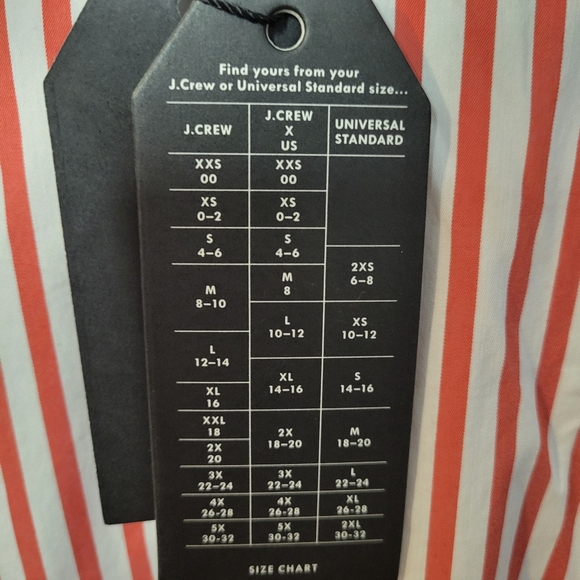 Find yours from your
J.Crew or Universal Standard size...
J.CREW
J.CREW
X
US
UNIVERSAL
STANDARD
XXS
00
XXS
00
XS
0–2
XS
0–2
S
4–6
S
4–6
M
8–10
M
8
2XS
6–8
L
10–12
XS
10–12
L
12–14
XL
14–16
S
14–16
XL
16
XXL
18
2X
18–20
M
18–20
2X
20
3X
22–24
3X
22–24
L
22–24
4X
26-28
4X
26-28
XL
26-28
5X
30-32
5X
30-32
2XL
30-32
SIZE CHART